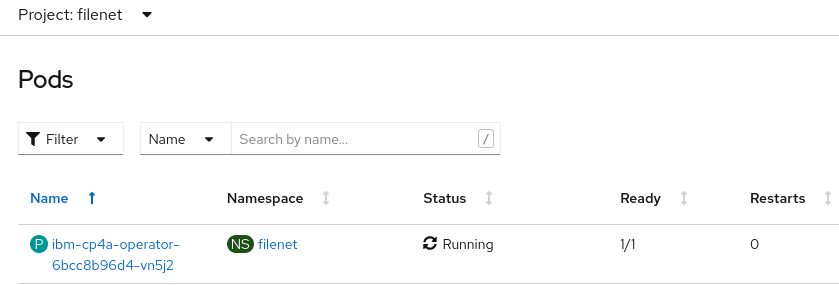 Project: filenet
Pods
Filter Name Search by name... /
Name Namespace Status Ready Restarts
P ibm-cp4a-operator- NS filenet Running 1/1 0
6bcc8b96d4-vn5j2